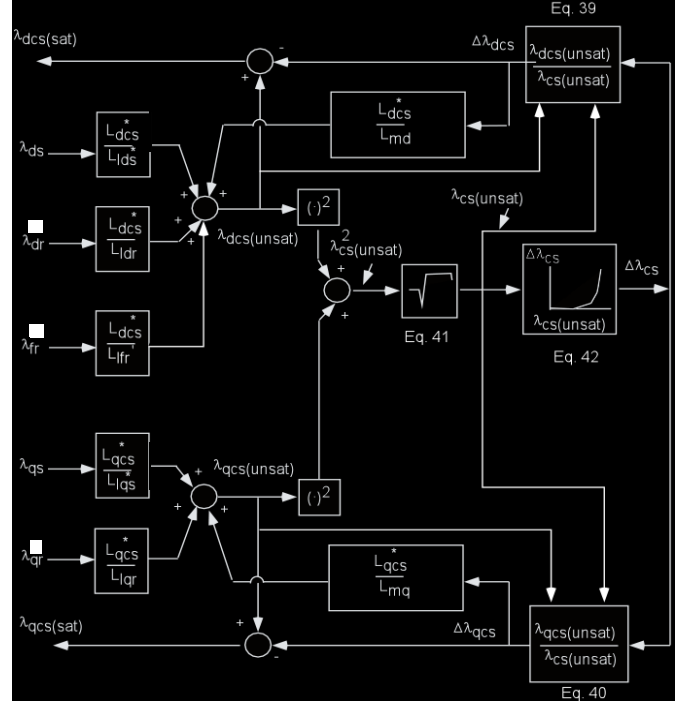 Eq. 39
λdcs(sat)
-
+
Δλdcs
λdcs(unsat)
λcs(unsat)
L*dcs
Lmd
λds
L*dcs
L*lds
+
+
+
+
λdcs(unsat)
(·)2
λcs(unsat)
λdr
L*dcs
Lldr
λ2cs(unsat)
+
+
Eq. 41
Δλcs
λcs(unsat)
Eq. 42
Δλcs
λfr
L*dcs
Llfr'
λqs
L*qcs
L*lqs
+
+
+
λqcs(unsat)
(·)2
λqr
L*qcs
Llqr
L*qcs
Lmq
λqcs(sat)
+
-
Δλqcs
λqcs(unsat)
λcs(unsat)
Eq. 40